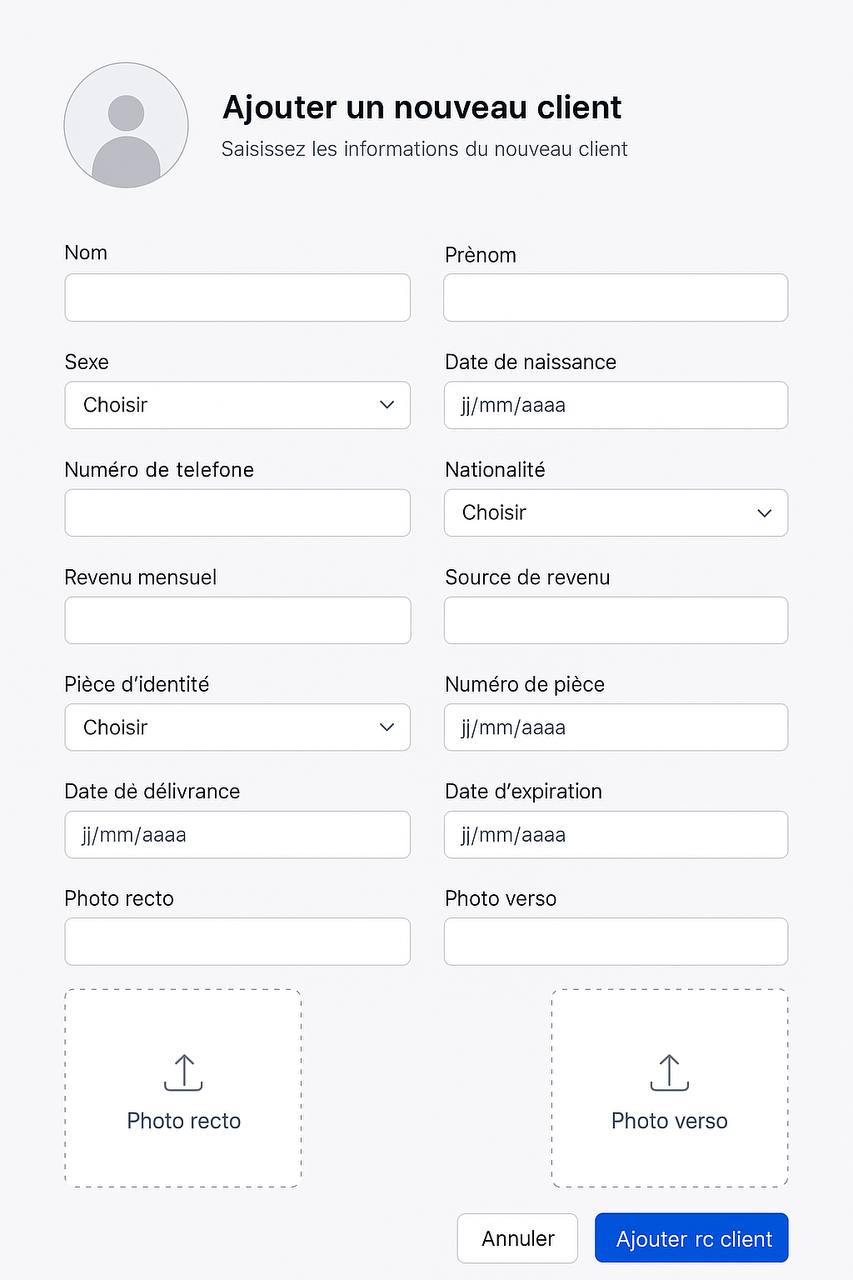 Ajouter un nouveau client
Saisissez les informations du nouveau client
Nom
Prènom
Sexe
Date de naissance
Choisir
jj/mm/aaaa
Numéro de telefone
Nationalité
Choisir
Revenu mensuel
Source de revenu
Pièce d’identité
Numéro de pièce
Choisir
jj/mm/aaaa
Date dė délivrance
Date d’expiration
jj/mm/aaaa
jj/mm/aaaa
Photo recto
Photo verso
Photo recto
Photo verso
Annuler
Ajouter rc client